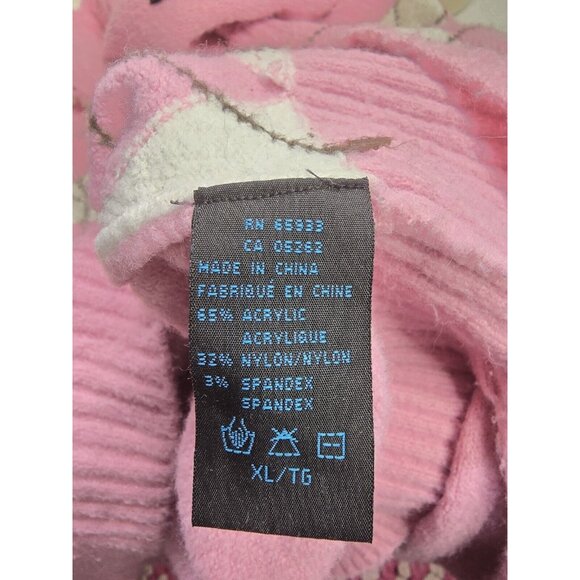 RN 65933
CA 05262
MADE IN CHINA
FABRIQUÉ EN CHINE
65% ACRYLIC
ACRYLIQUE
32% NYLON/NYLON
3% SPANDEX
SPANDEX
XL/TG